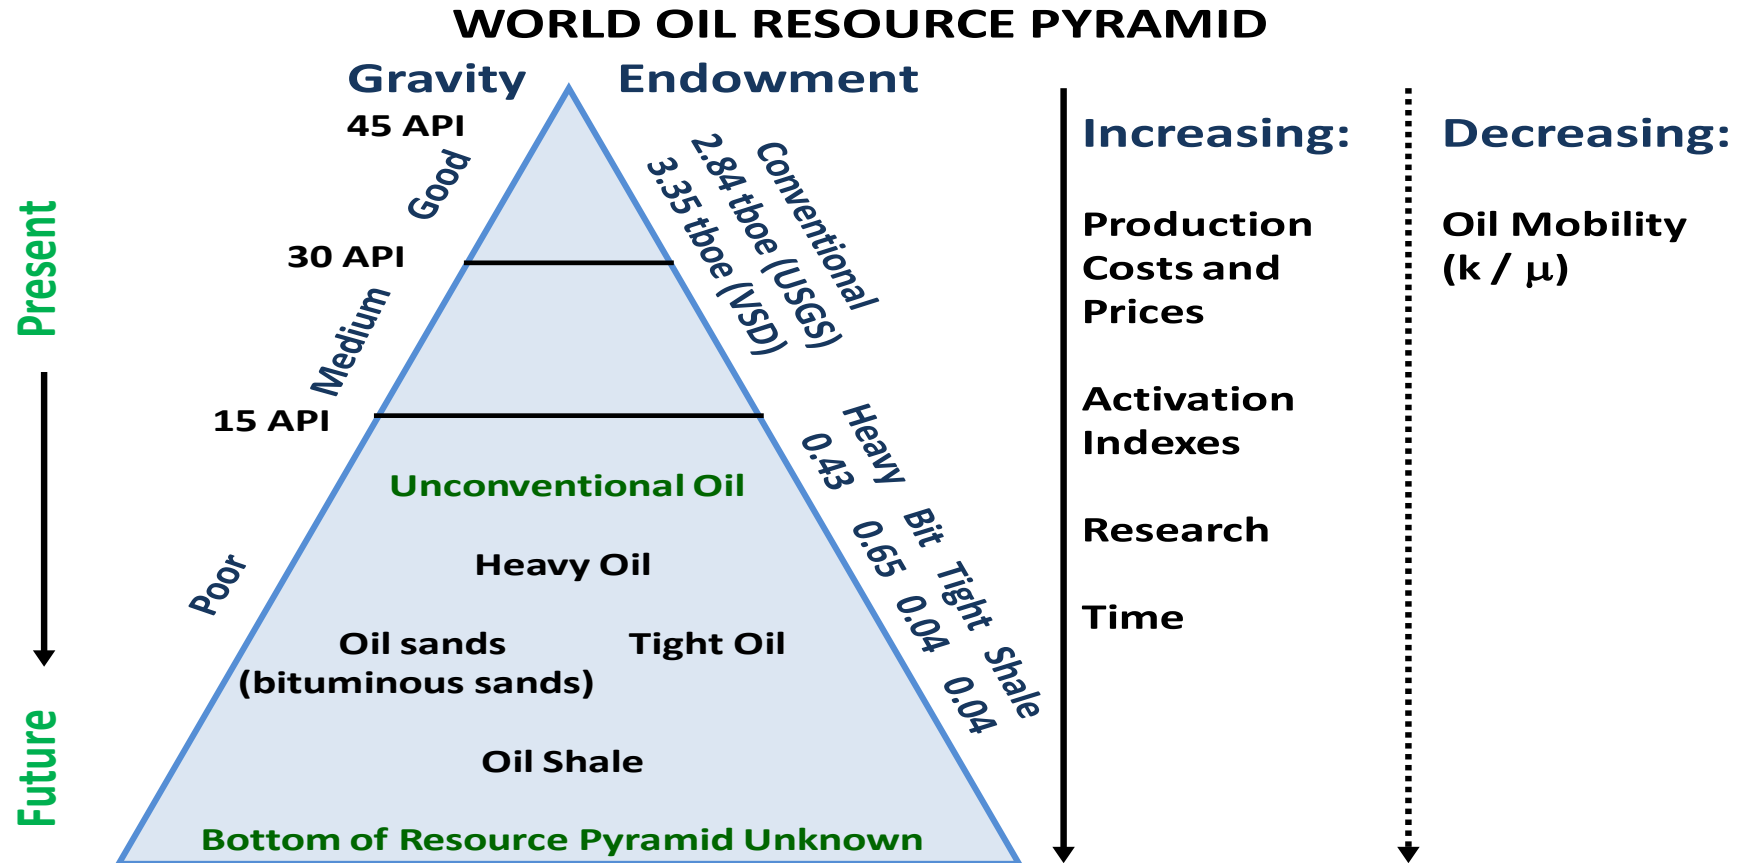 WORLD OIL RESOURCE PYRAMID
Gravity
Endowment
45 API
Good
30 API
Medium
15 API
Poor
Present
Future
Conventional
2.84 tboe (USGS)
3.35 tboe (VSD)
Heavy Bit Tight Shale
0.43 0.65 0.04 0.04
Unconventional Oil
Heavy Oil
Oil sands
(bituminous sands)
Tight Oil
Oil Shale
Bottom of Resource Pyramid Unknown
Increasing:
Production
Costs and
Prices
Activation
Indexes
Research
Time
Decreasing:
Oil Mobility
(k / μ)